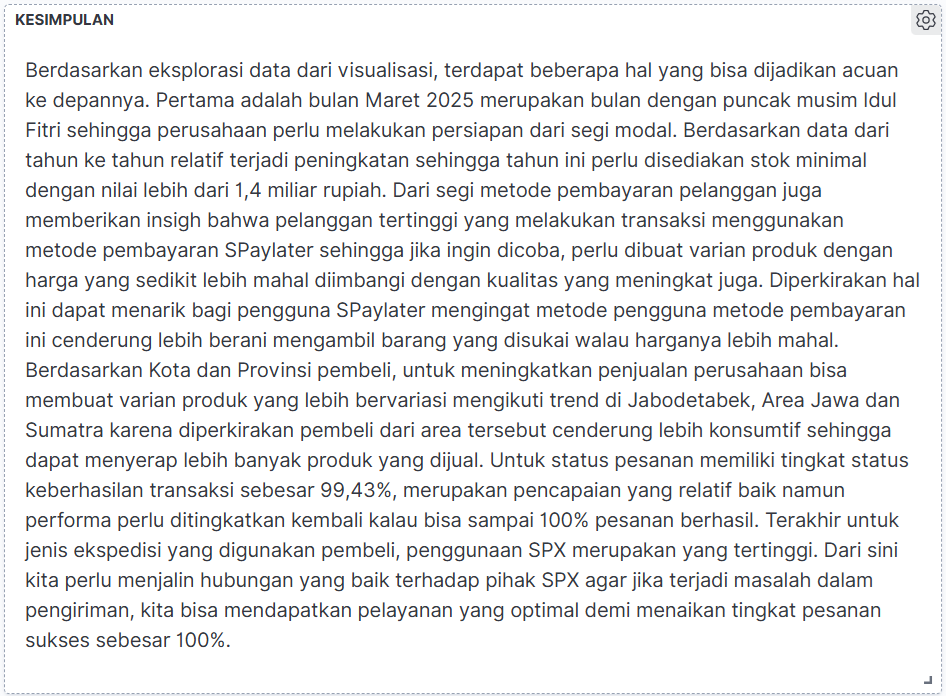 KESIMPULAN
Berdasarkan eksplorasi data dari visualisasi, terdapat beberapa hal yang bisa dijadikan acuan
ke depannya. Pertama adalah bulan Maret 2025 merupakan bulan dengan puncak musim Idul
Fitri sehingga perusahaan perlu melakukan persiapan dari segi modal. Berdasarkan data dari
tahun ke tahun relatif terjadi peningkatan sehingga tahun ini perlu disediakan stok minimal
dengan nilai lebih dari 1,4 miliar rupiah. Dari segi metode pembayaran pelanggan juga
memberikan insigh bahwa pelanggan tertinggi yang melakukan transaksi menggunakan
metode pembayaran SPaylater sehingga jika ingin dicoba, perlu dibuat varian produk dengan
harga yang sedikit lebih mahal diimbangi dengan kualitas yang meningkat juga. Diperkirakan hal
ini dapat menarik bagi pengguna SPaylater mengingat metode pengguna metode pembayaran
ini cenderung lebih berani mengambil barang yang disukai walau harganya lebih mahal.
Berdasarkan Kota dan Provinsi pembeli, untuk meningkatkan penjualan perusahaan bisa
membuat varian produk yang lebih bervariasi mengikuti trend di Jabodetabek, Area Jawa dan
Sumatra karena diperkirakan pembeli dari area tersebut cenderung lebih konsumtif sehingga
dapat menyerap lebih banyak produk yang dijual. Untuk status pesanan memiliki tingkat status
keberhasilan transaksi sebesar 99,43%, merupakan pencapaian yang relatif baik namun
performa perlu ditingkatkan kembali kalau bisa sampai 100% pesanan berhasil. Terakhir untuk
jenis ekspedisi yang digunakan pembeli, penggunaan SPX merupakan yang tertinggi. Dari sini
kita perlu menjalin hubungan yang baik terhadap pihak SPX agar jika terjadi masalah dalam
pengiriman, kita bisa mendapatkan pelayanan yang optimal demi menaikan tingkat pesanan
sukses sebesar 100%.